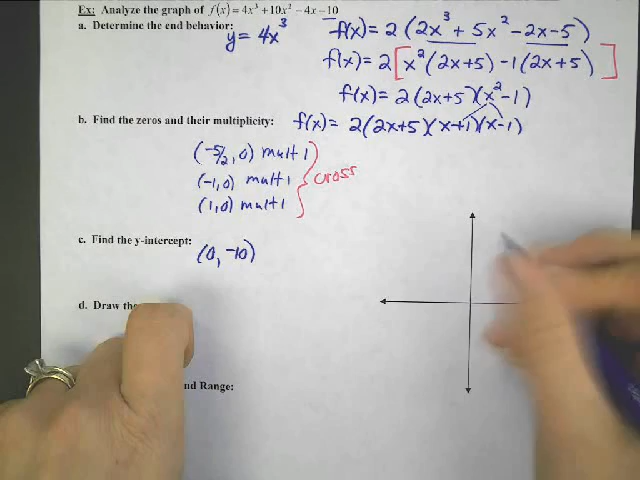 Ex: Analyze the graph of f(x) = 4x³ + 10x² − 4x − 10
a. Determine the end behavior:
y = 4x³
f(x) = 2(2x³ + 5x² − 2x − 5)
f(x) = 2[x²(2x+5) − 1(2x+5)]
f(x) = 2(2x+5)(x²−1)
b. Find the zeros and their multiplicity:
f(x) = 2(2x+5)(x+1)(x−1)
(−5/2, 0) mult 1
(−1, 0) mult 1
(1, 0) mult 1
cross
c. Find the y-intercept:
(0, −10)
d. Draw the
nd Range: